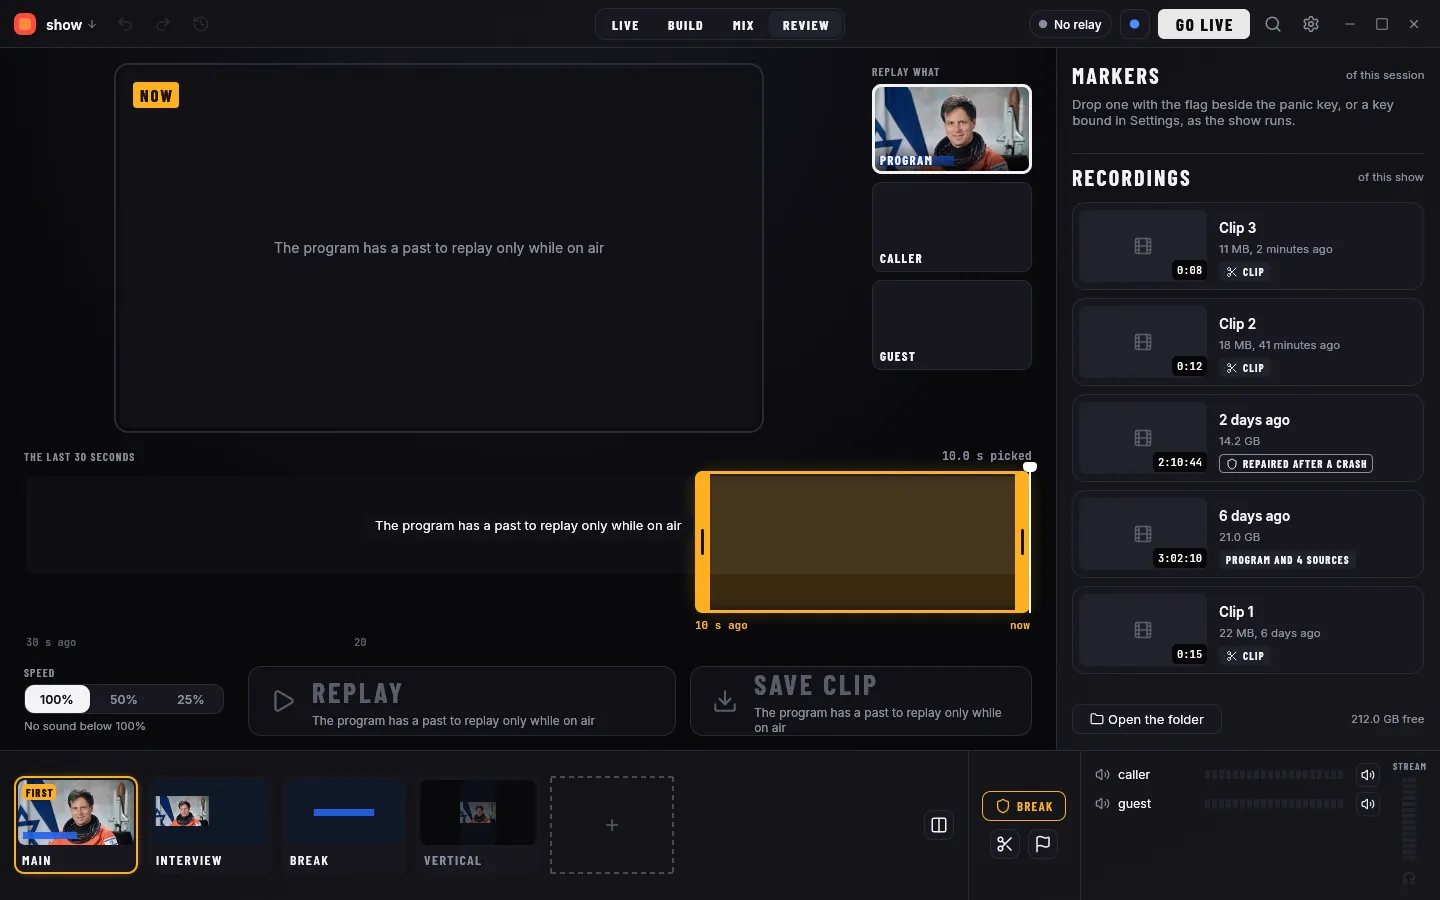 show
LIVE
BUILD
MIX
REVIEW
No relay
GO LIVE
NOW
The program has a past to replay only while on air
REPLAY WHAT
PROGRAM
CALLER
GUEST
THE LAST 30 SECONDS
10.0 s picked
The program has a past to replay only while on air
10 s ago
now
30 s ago
20
SPEED
100%
50%
25%
No sound below 100%
REPLAY
The program has a past to replay only while on air
SAVE CLIP
The program has a past to replay only while
on air
MARKERS
of this session
Drop one with the flag beside the panic key, or a key
bound in Settings, as the show runs.
RECORDINGS
of this show
Clip 3
11 MB, 2 minutes ago
0:08
CLIP
Clip 2
18 MB, 41 minutes ago
0:12
CLIP
2 days ago
14.2 GB
2:10:44
REPAIRED AFTER A CRASH
6 days ago
21.0 GB
3:02:10
PROGRAM AND 4 SOURCES
Clip 1
22 MB, 6 days ago
0:15
CLIP
Open the folder
212.0 GB free
FIRST
MAIN
INTERVIEW
BREAK
VERTICAL
BREAK
caller
guest
STREAM